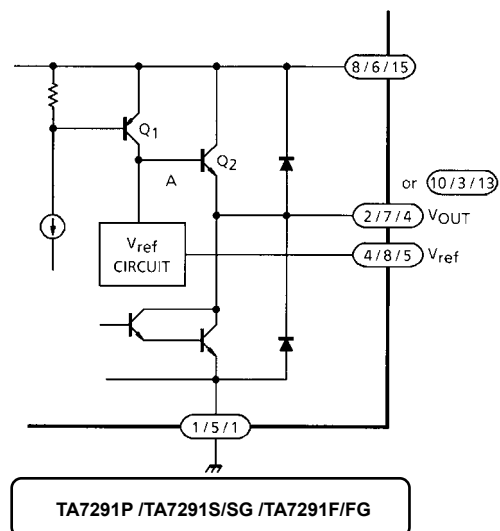 8/6/15
Q1
Q2
A
or 10/3/13
2/7/4 VOUT
Vref
CIRCUIT
4/8/5 Vref
1/5/1
TA7291P /TA7291S/SG /TA7291F/FG